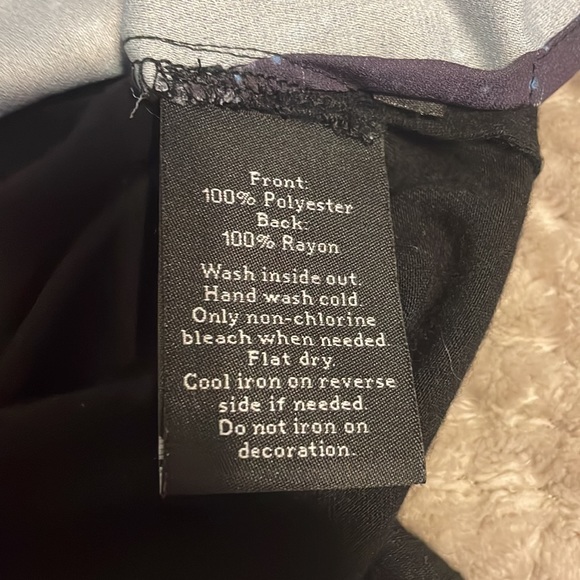 Front:
100% Polyester
Back:
100% Rayon
Wash inside out.
Hand wash cold.
Only non-chlorine
bleach when needed.
Flat dry.
Cool iron on reverse
side if needed.
Do not iron on
decoration.